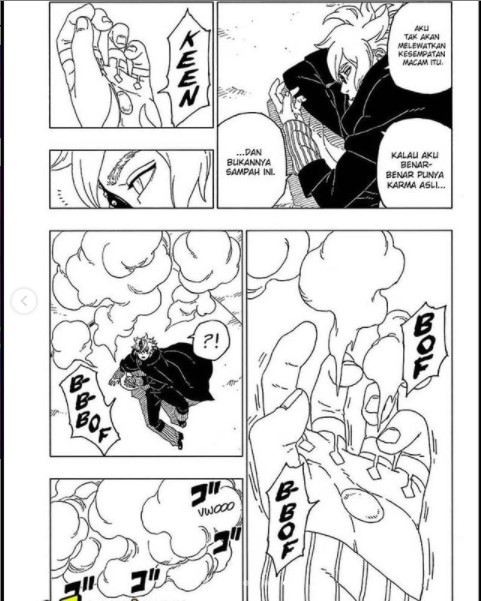 AKU
TAK AKAN
MELEWATKAN
KESEMPATAN
MACAM ITU.
KALAU AKU
BENAR-
BENAR PUNYA
KARMA ASLI...
...DAN
BUKANNYA
SAMPAH INI.
KEEN
BOF
B-
BOF
?!
B-
B-
BOF
ゴ"
VWOOO
ゴ"
ゴ"
ゴ"